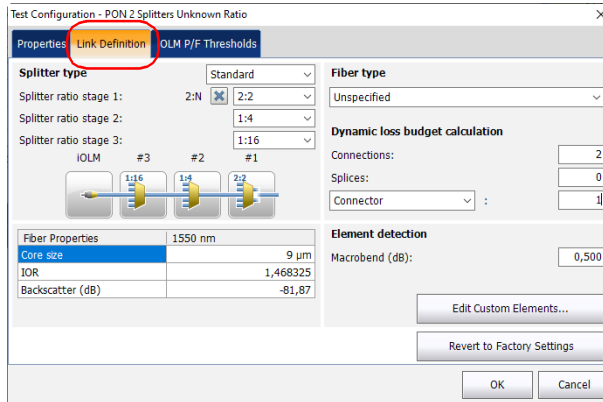 Test Configuration - PON 2 Splitters Unknown Ratio
Properties Link Definition OLM P/F Thresholds
Splitter type Standard
Splitter ratio stage 1: 2:N 2:2
Splitter ratio stage 2: 1:4
Splitter ratio stage 3: 1:16
iOLM #3 #2 #1
1:16 1:4 2:2
Fiber Properties 1550 nm
Core size 9 µm
IOR 1,468325
Backscatter (dB) -81,87
Fiber type
Unspecified
Dynamic loss budget calculation
Connections: 2
Splices: 0
Connector : 1
Element detection
Macrobend (dB): 0,500
Edit Custom Elements...
Revert to Factory Settings
OK Cancel